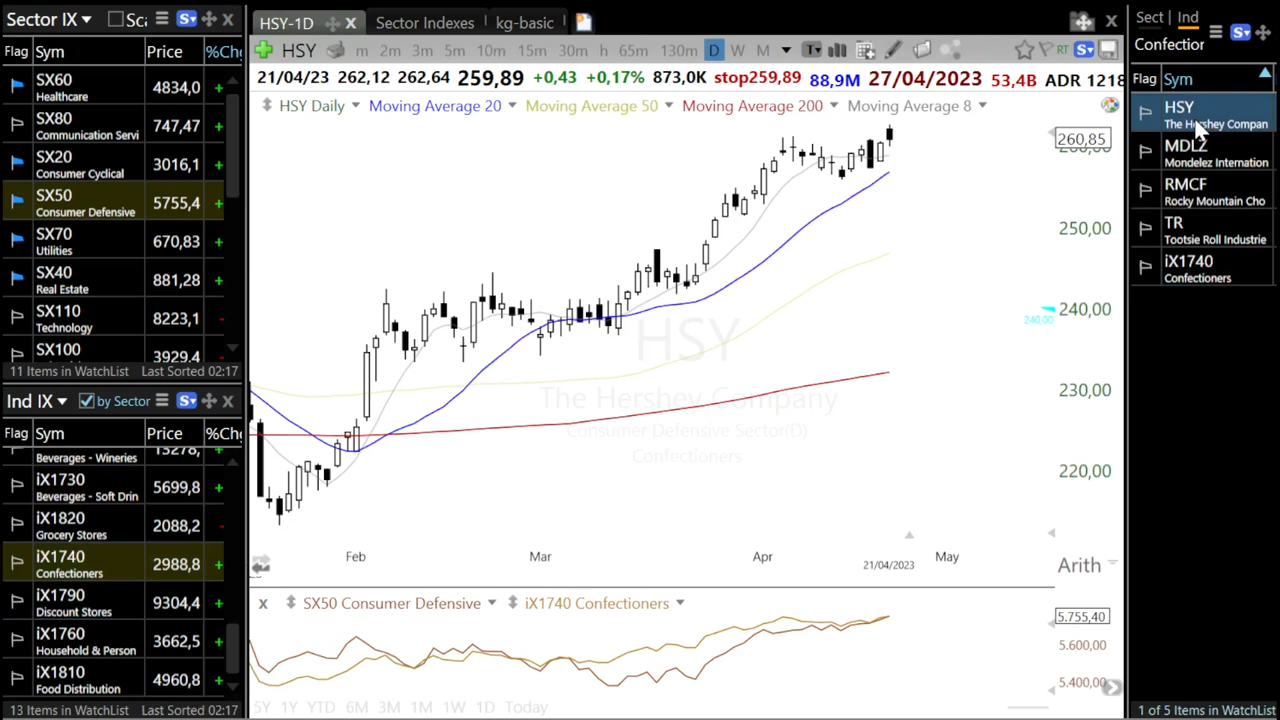 Sector IX
Sca
Flag Sym Price %Ch
SX60 4834,0 +
Healthcare
SX80 747,47 +
Communication Servi
SX20 3016,1 +
Consumer Cyclical
SX50 5755,4 +
Consumer Defensive
SX70 670,83 +
Utilities
SX40 881,28 +
Real Estate
SX110 8223,1 -
Technology
SX100 3929,4 -
11 Items in WatchList Last Sorted 02:17
Ind IX by Sector
Flag Sym Price %Ch
Beverages - Wineries 15278, +
iX1730 5699,8 +
Beverages - Soft Drin
iX1820 2088,2 -
Grocery Stores
iX1740 2988,8 +
Confectioners
iX1790 9304,4 +
Discount Stores
iX1760 3662,5 +
Household & Person
iX1810 4960,8 +
Food Distribution
13 Items in WatchList Last Sorted 02:17
HSY-1D Sector Indexes kg-basic
HSY m 2m 3m 5m 10m 15m 30m h 65m 130m D W M T RT S
21/04/23 262,12 262,64 259,89 +0,43 +0,17% 873,0K stop259,89 88,9M 27/04/2023 53,4B ADR 1218
HSY Daily Moving Average 20 Moving Average 50 Moving Average 200 Moving Average 8
260,85
250,00
240,00
240,00
230,00
220,00
HSY
The Hershey Company
Consumer Defensive Sector(D)
Confectioners
Feb Mar Apr May
21/04/2023
Arith
x SX50 Consumer Defensive iX1740 Confectioners
5.755,40
5.600,00
5.400,00
5Y 1Y YTD 6M 3M 1M 1W 1D Today
Sect Ind
Confection
Flag Sym
HSY
The Hershey Compan
MDLZ
Mondelez Internation
RMCF
Rocky Mountain Cho
TR
Tootsie Roll Industrie
iX1740
Confectioners
1 of 5 Items in WatchList